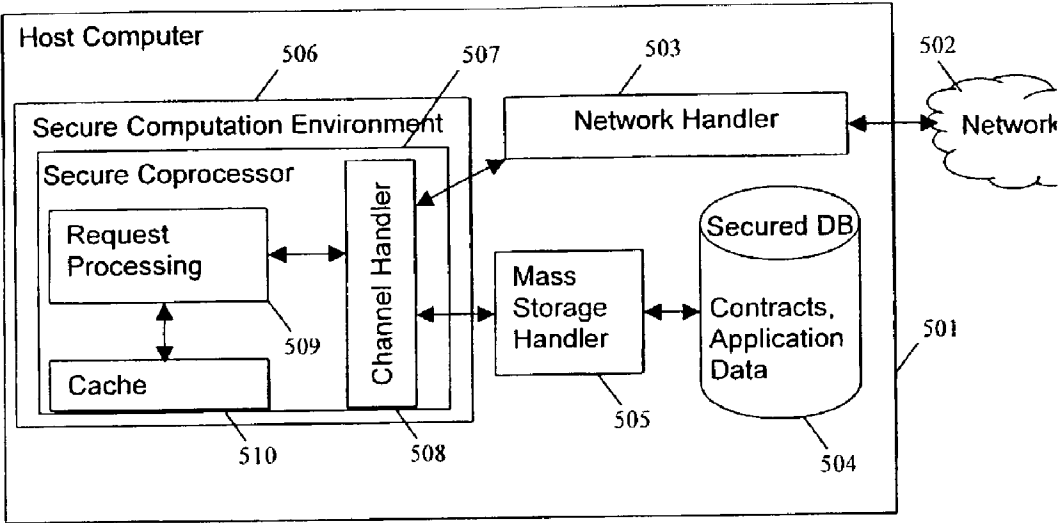 Host Computer
506
507
503
502
Secure Computation Environment
Network Handler
Network
Secure Coprocessor
Channel Handler
Request
Processing
Secured DB
Mass
Storage
Handler
Contracts,
Application
Data
501
509
Cache
505
510
508
504